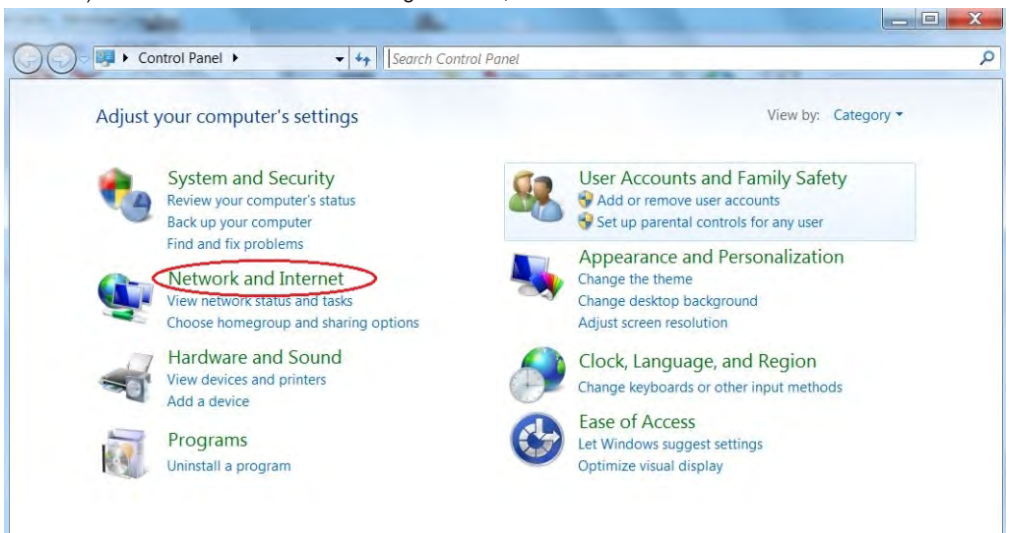 Control Panel
Search Control Panel
Adjust your computer's settings
View by: Category
System and Security
Review your computer's status
Back up your computer
Find and fix problems
Network and Internet
View network status and tasks
Choose homegroup and sharing options
Hardware and Sound
View devices and printers
Add a device
Programs
Uninstall a program
User Accounts and Family Safety
Add or remove user accounts
Set up parental controls for any user
Appearance and Personalization
Change the theme
Change desktop background
Adjust screen resolution
Clock, Language, and Region
Change keyboards or other input methods
Ease of Access
Let Windows suggest settings
Optimize visual display